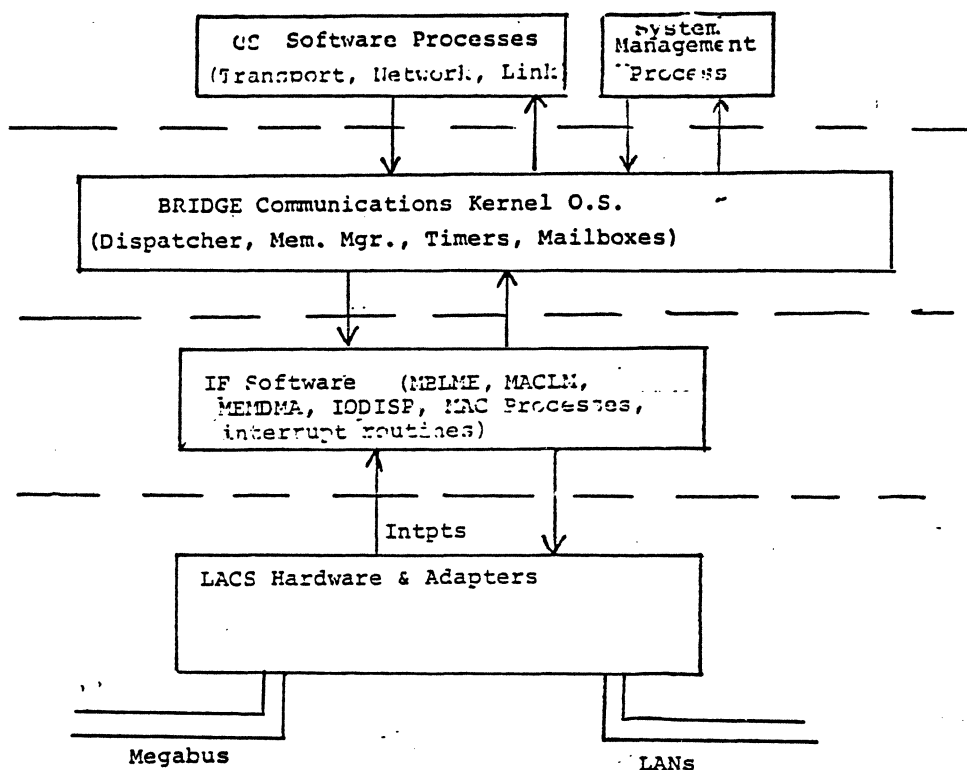 Software Processes
(Transport, Network, Link
System
Management
Process
BRIDGE Communications Kernel O.S.
(Dispatcher, Mem. Mgr., Timers, Mailboxes)
IF Software (MBLME, MACLM,
MEMDMA, IODISP, MAC Processes,
interrupt routines)
Intpts
LACS Hardware & Adapters
Megabus
LANs